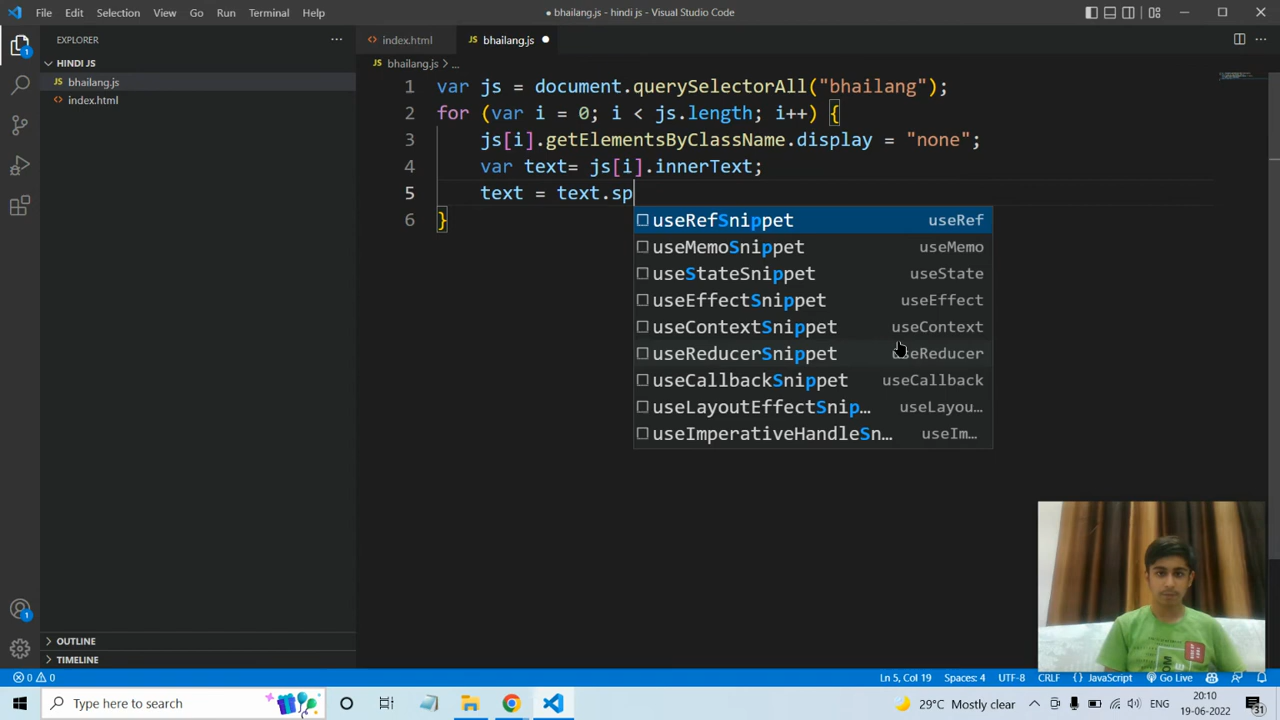 File Edit Selection View Go Run Terminal Help
● bhailang.js - hindi js - Visual Studio Code
EXPLORER
HINDI JS
JS bhailang.js
<> index.html
OUTLINE
TIMELINE
<> index.html
JS bhailang.js ●
JS bhailang.js > ...
1 var js = document.querySelectorAll("bhailang");
2 for (var i = 0; i < js.length; i++) {
3 js[i].getElementsByClassName.display = "none";
4 var text= js[i].innerText;
5 text = text.sp
6 }
useRefSnippet useRef
useMemoSnippet useMemo
useStateSnippet useState
useEffectSnippet useEffect
useContextSnippet useContext
useReducerSnippet useReducer
useCallbackSnippet useCallback
useLayoutEffectSnip… useLayou…
useImperativeHandleSn… useIm…
1
1
0 0
Ln 5, Col 19 Spaces: 4 UTF-8 CRLF {} JavaScript Go Live
Type here to search
29°C Mostly clear
20:10
19-06-2022
31